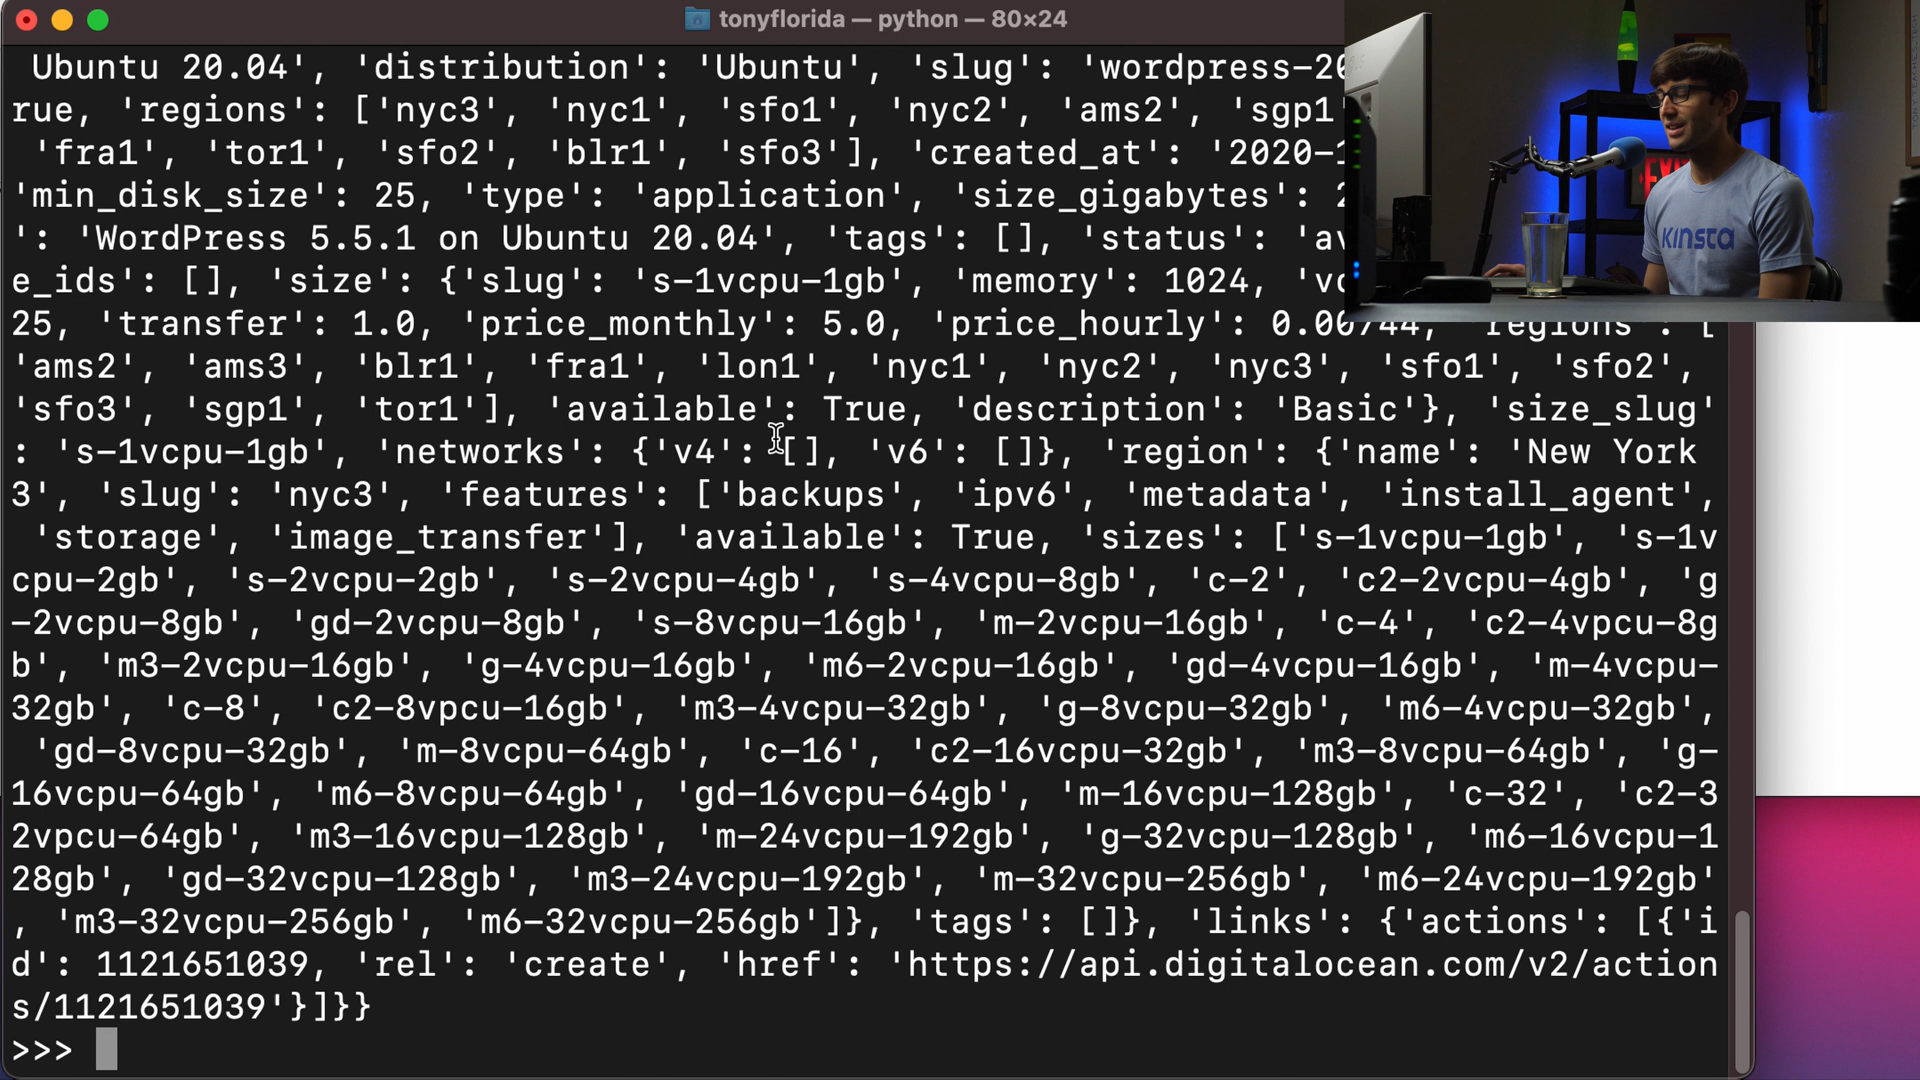 tonyflorida — python — 80×24
Ubuntu 20.04', 'distribution': 'Ubuntu', 'slug': 'wordpress-20
rue, 'regions': ['nyc3', 'nyc1', 'sfo1', 'nyc2', 'ams2', 'sgp1'
'fra1', 'tor1', 'sfo2', 'blr1', 'sfo3'], 'created_at': '2020-1
'min_disk_size': 25, 'type': 'application', 'size_gigabytes': 2
': 'WordPress 5.5.1 on Ubuntu 20.04', 'tags': [], 'status': 'av
e_ids': [], 'size': {'slug': 's-1vcpu-1gb', 'memory': 1024, 'vc
25, 'transfer': 1.0, 'price_monthly': 5.0, 'price_hourly': 0.00744, 'regions': [
'ams2', 'ams3', 'blr1', 'fra1', 'lon1', 'nyc1', 'nyc2', 'nyc3', 'sfo1', 'sfo2',
'sfo3', 'sgp1', 'tor1'], 'available': True, 'description': 'Basic'}, 'size_slug'
: 's-1vcpu-1gb', 'networks': {'v4': [], 'v6': []}, 'region': {'name': 'New York
3', 'slug': 'nyc3', 'features': ['backups', 'ipv6', 'metadata', 'install_agent',
'storage', 'image_transfer'], 'available': True, 'sizes': ['s-1vcpu-1gb', 's-1v
cpu-2gb', 's-2vcpu-2gb', 's-2vcpu-4gb', 's-4vcpu-8gb', 'c-2', 'c2-2vcpu-4gb', 'g
-2vcpu-8gb', 'gd-2vcpu-8gb', 's-8vcpu-16gb', 'm-2vcpu-16gb', 'c-4', 'c2-4vpcu-8g
b', 'm3-2vcpu-16gb', 'g-4vcpu-16gb', 'm6-2vcpu-16gb', 'gd-4vcpu-16gb', 'm-4vcpu-
32gb', 'c-8', 'c2-8vpcu-16gb', 'm3-4vcpu-32gb', 'g-8vcpu-32gb', 'm6-4vcpu-32gb',
'gd-8vcpu-32gb', 'm-8vcpu-64gb', 'c-16', 'c2-16vcpu-32gb', 'm3-8vcpu-64gb', 'g-
16vcpu-64gb', 'm6-8vcpu-64gb', 'gd-16vcpu-64gb', 'm-16vcpu-128gb', 'c-32', 'c2-3
2vpcu-64gb', 'm3-16vcpu-128gb', 'm-24vcpu-192gb', 'g-32vcpu-128gb', 'm6-16vcpu-1
28gb', 'gd-32vcpu-128gb', 'm3-24vcpu-192gb', 'm-32vcpu-256gb', 'm6-24vcpu-192gb'
, 'm3-32vcpu-256gb', 'm6-32vcpu-256gb']}, 'tags': []}, 'links': {'actions': [{'i
d': 1121651039, 'rel': 'create', 'href': 'https://api.digitalocean.com/v2/action
s/1121651039'}]}}
>>>
KINSTA